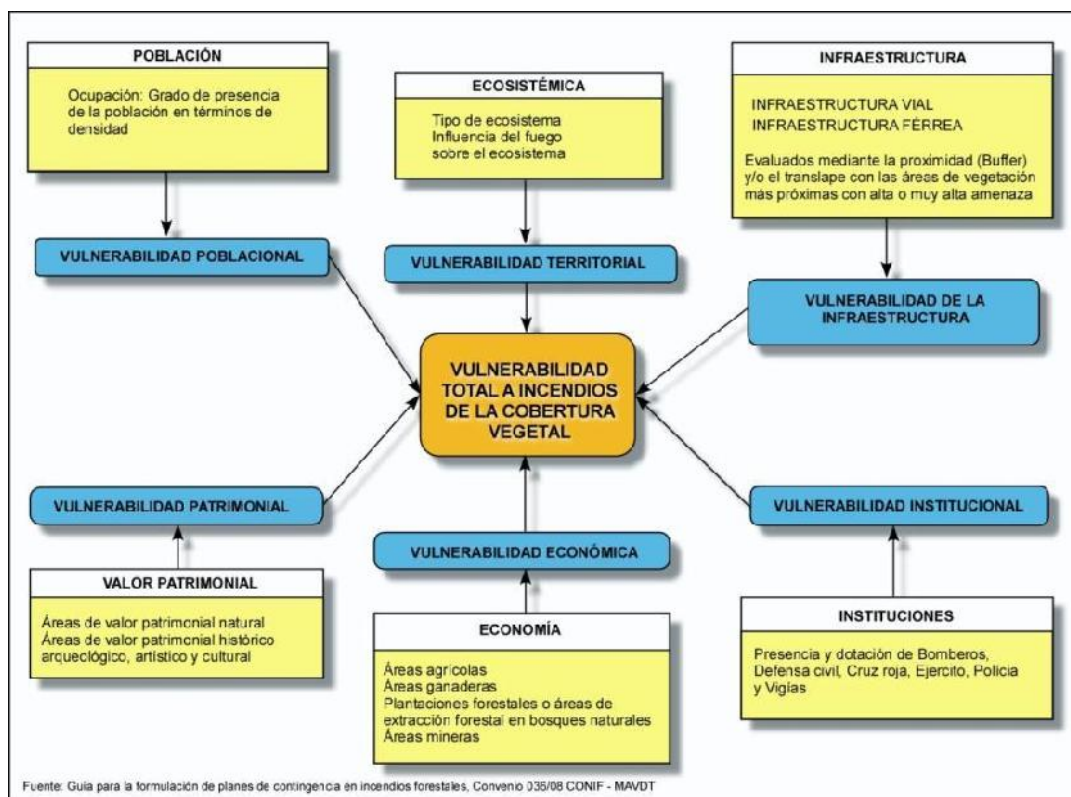 POBLACIÓN
Ocupación: Grado de presencia
de la población en términos de
densidad
ECOSISTÉMICA
Tipo de ecosistema
Influencia del fuego
sobre el ecosistema
INFRAESTRUCTURA
INFRAESTRUCTURA VIAL
INFRAESTRUCTURA FÉRREA
Evaluados mediante la proximidad (Buffer)
y/o el translape con las áreas de vegetación
más próximas con alta o muy alta amenaza
VULNERABILIDAD POBLACIONAL
VULNERABILIDAD TERRITORIAL
VULNERABILIDAD DE LA
INFRAESTRUCTURA
VULNERABILIDAD
TOTAL A INCENDIOS
DE LA COBERTURA
VEGETAL
VULNERABILIDAD PATRIMONIAL
VULNERABILIDAD ECONÓMICA
VULNERABILIDAD INSTITUCIONAL
VALOR PATRIMONIAL
Áreas de valor patrimonial natural
Áreas de valor patrimonial histórico
arqueológico, artístico y cultural
ECONOMÍA
Áreas agrícolas
Áreas ganaderas
Plantaciones forestales o áreas de
extracción forestal en bosques naturales
Áreas mineras
INSTITUCIONES
Presencia y dotación de Bomberos,
Defensa civil, Cruz roja, Ejercito, Policia
y Vigías
Fuente: Guía para la formulación de planes de contingencia en incendios forestales, Convenio 036/08 CONIF - MAVDT